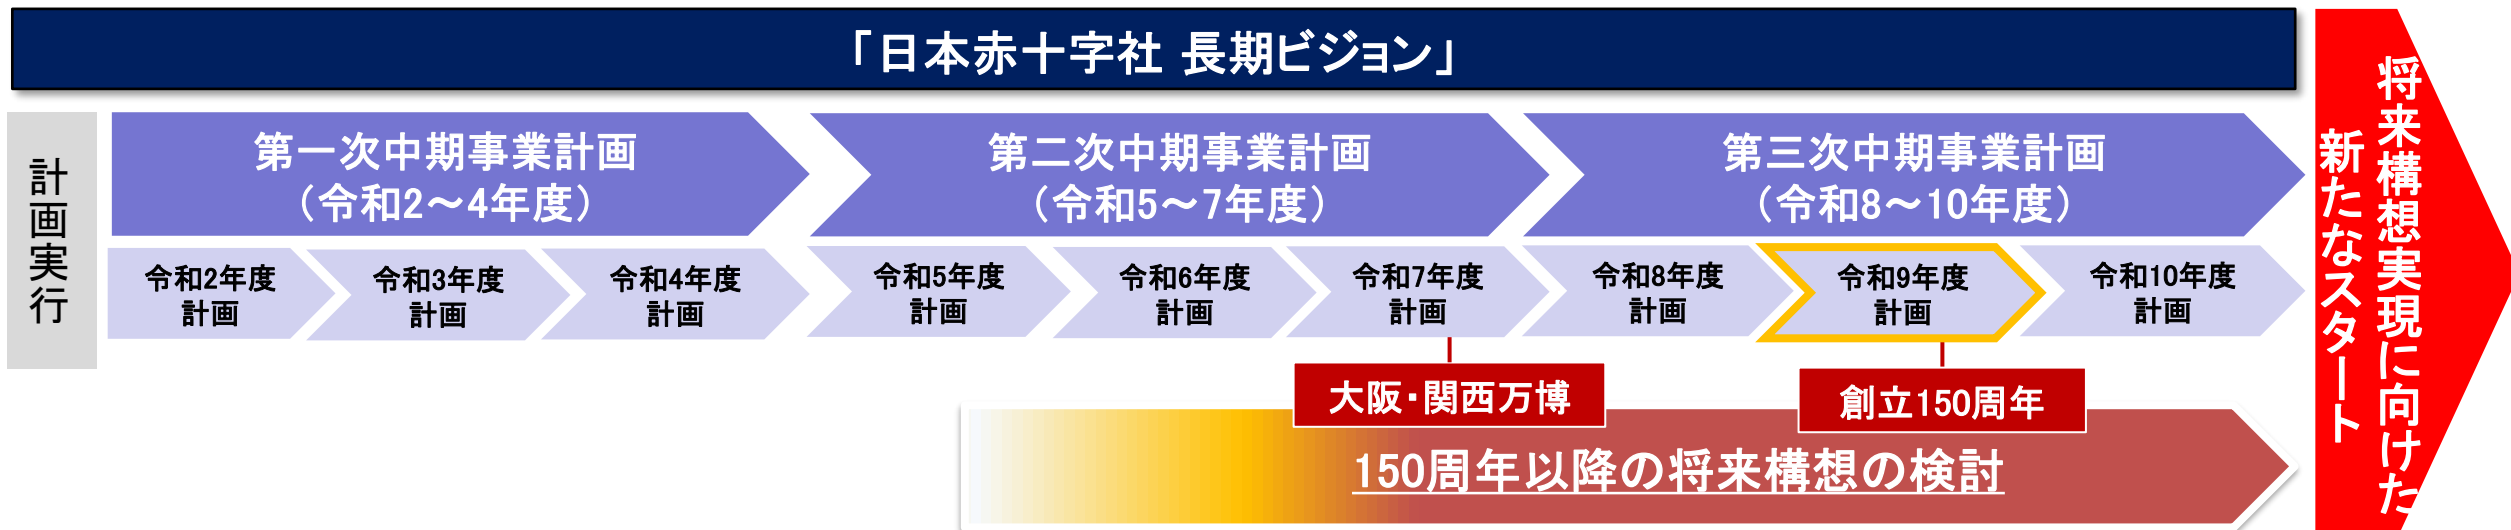 「日本赤十字社 長期ビジョン」
計画実行
第一次中期事業計画
（令和2～4年度）
第二次中期事業計画
（令和5～7年度）
第三次中期事業計画
（令和8～10年度）
令和2年度
計画
令和3年度
計画
令和4年度
計画
令和5年度
計画
令和6年度
計画
令和7年度
計画
令和8年度
計画
令和9年度
計画
令和10年度
計画
大阪・関西万博
創立150周年
150周年以降の将来構想の検討
将来構想実現に向けた
新たなスタート